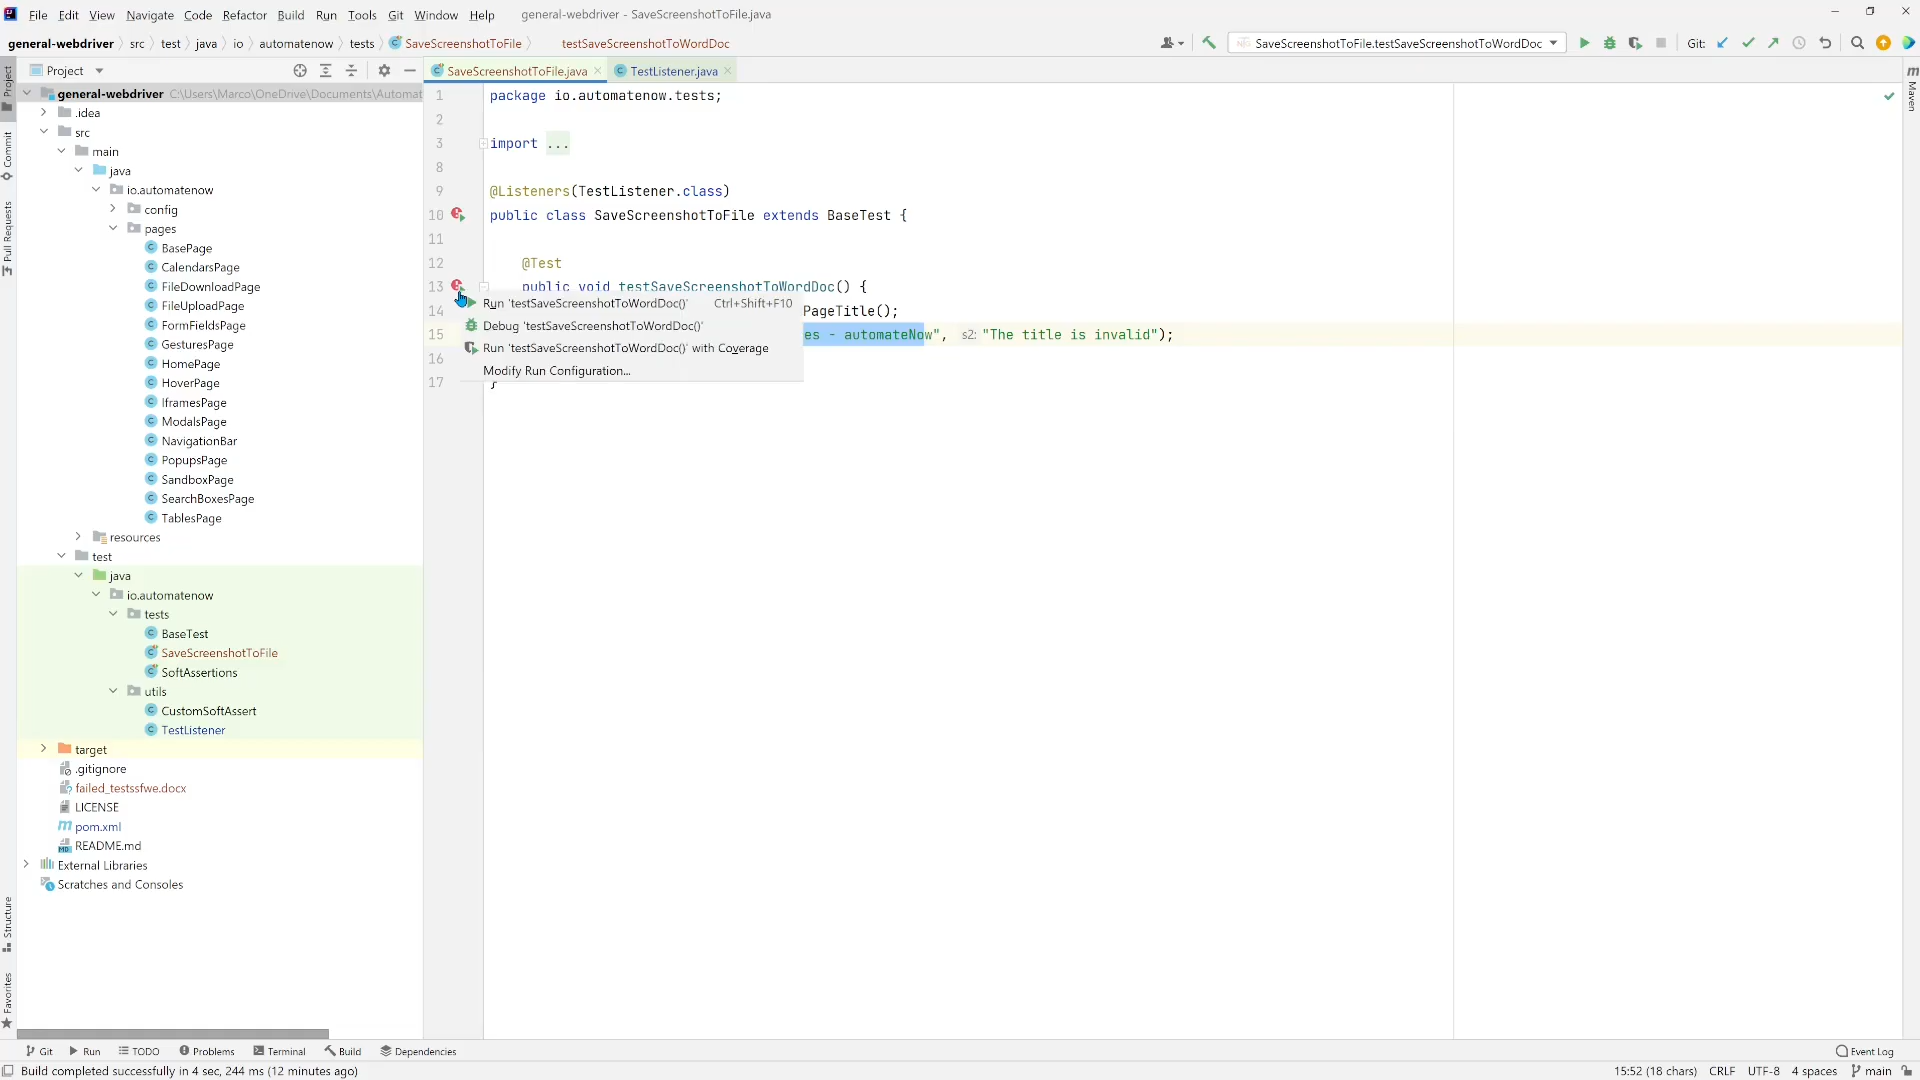 File Edit View Navigate Code Refactor Build Run Tools Git Window Help general-webdriver - SaveScreenshotToFile.java
general-webdriver src test java io automatenow tests SaveScreenshotToFile testSaveScreenshotToWordDoc SaveScreenshotToFile.testSaveScreenshotToWordDoc Git:
Project SaveScreenshotToFile.java TestListener.java
general-webdriver C:\Users\Marco\OneDrive\Documents\Automat
.idea
src
main
java
io.automatenow
config
pages
BasePage
CalendarsPage
FileDownloadPage
FileUploadPage
FormFieldsPage
GesturesPage
HomePage
HoverPage
IframesPage
ModalsPage
NavigationBar
PopupsPage
SandboxPage
SearchBoxesPage
TablesPage
resources
test
java
io.automatenow
tests
BaseTest
SaveScreenshotToFile
SoftAssertions
utils
CustomSoftAssert
TestListener
target
.gitignore
failed_testssfwe.docx
LICENSE
pom.xml
README.md
External Libraries
Scratches and Consoles
1 package io.automatenow.tests;
2
3 import ...
8
9 @Listeners(TestListener.class)
10 public class SaveScreenshotToFile extends BaseTest {
11
12 @Test
13 public void testSaveScreenshotToWordDoc() {
14 PageTitle();
15 es - automateNow", s2: "The title is invalid");
16
17 }
Run 'testSaveScreenshotToWordDoc()' Ctrl+Shift+F10
Debug 'testSaveScreenshotToWordDoc()'
Run 'testSaveScreenshotToWordDoc()' with Coverage
Modify Run Configuration...
Project
Commit
Pull Requests
Structure
Favorites
Maven
Git Run TODO Problems Terminal Build Dependencies Event Log
Build completed successfully in 4 sec, 244 ms (12 minutes ago) 15:52 (18 chars) CRLF UTF-8 4 spaces main